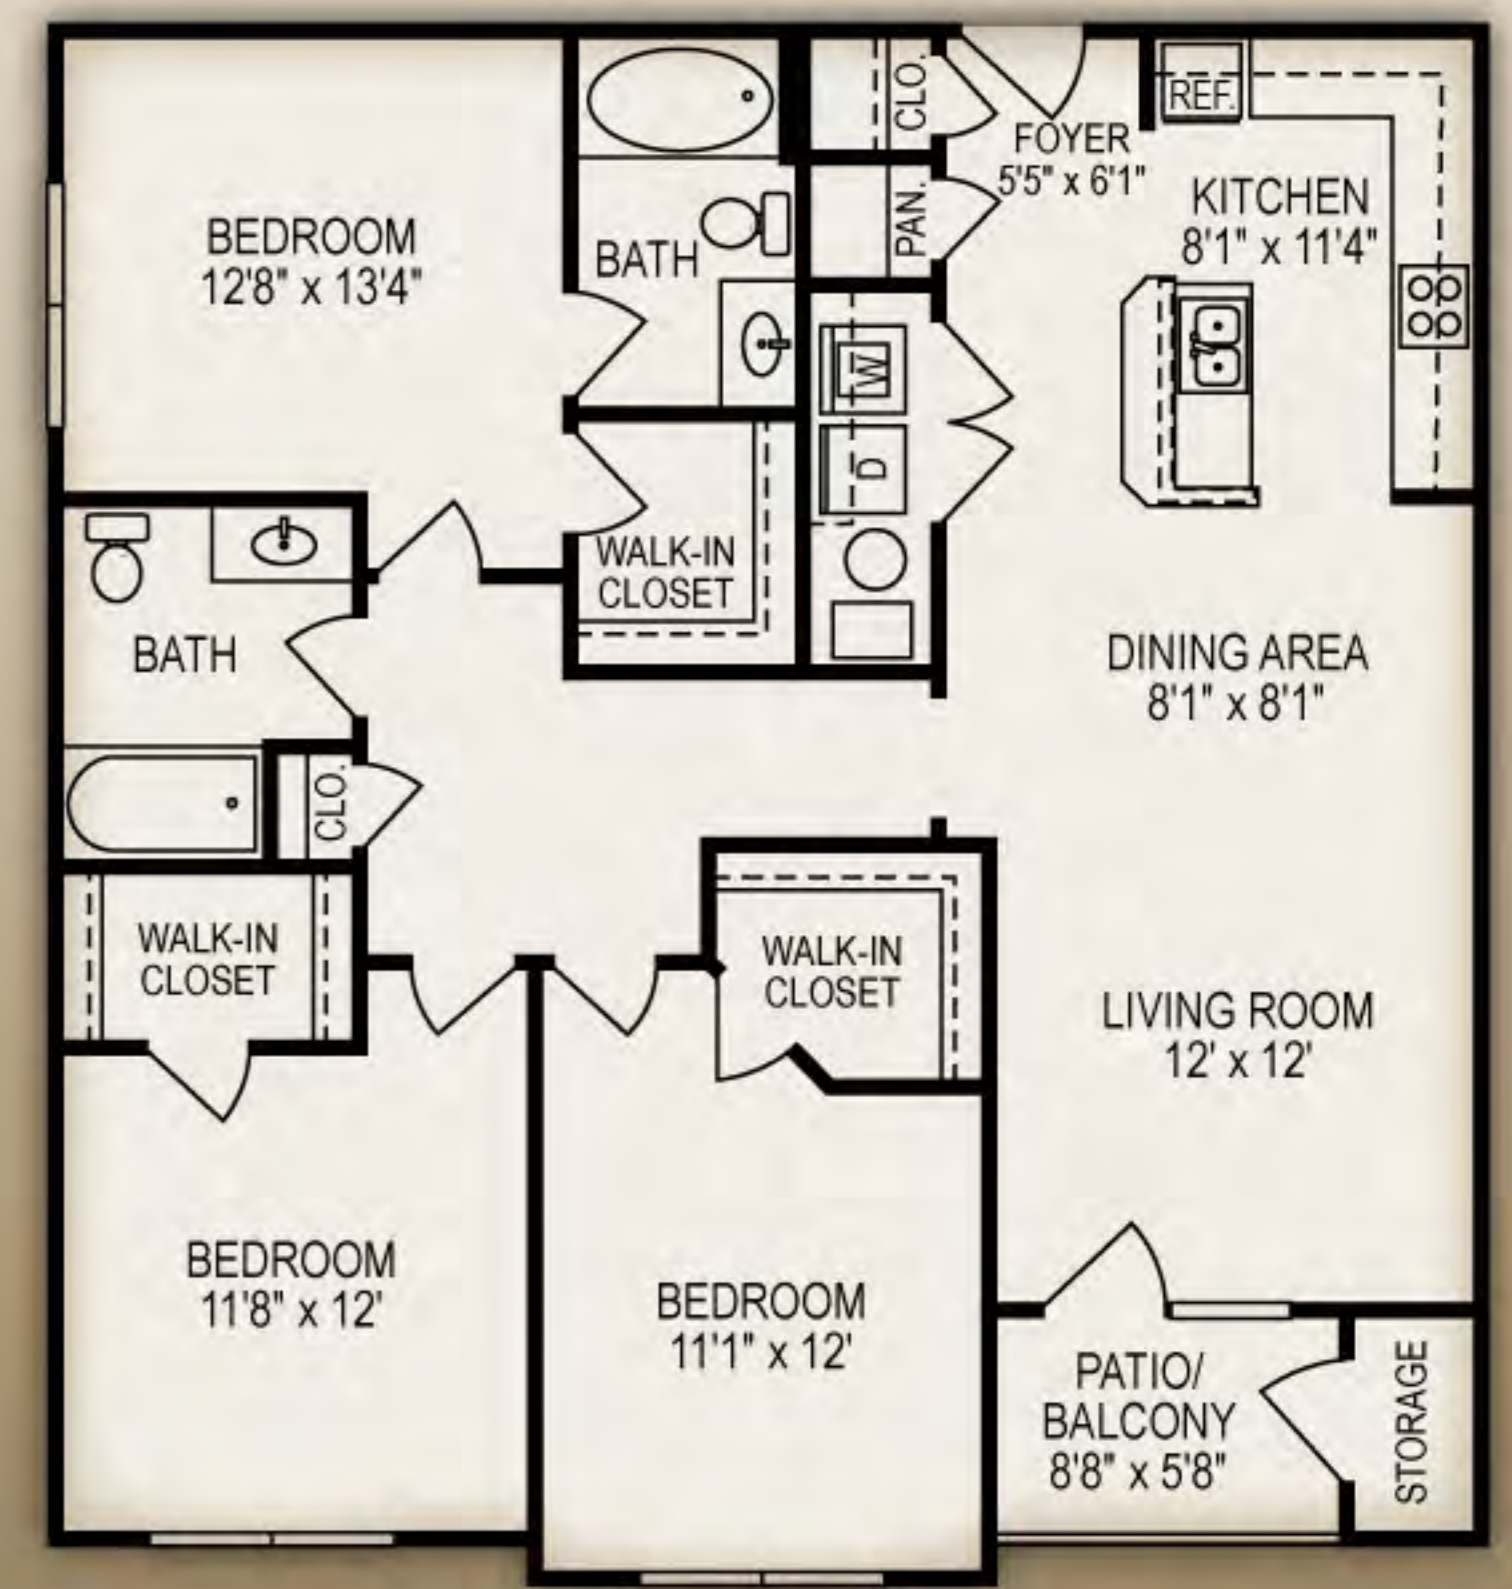 BEDROOM
12'8" x 13'4"
BATH
CLO.
FOYER
5'5" x 6'1"
PAN.
REF.
KITCHEN
8'1" x 11'4"
W
D
WALK-IN
CLOSET
BATH
CLO.
DINING AREA
8'1" x 8'1"
WALK-IN
CLOSET
WALK-IN
CLOSET
LIVING ROOM
12' x 12'
BEDROOM
11'8" x 12'
BEDROOM
11'1" x 12'
PATIO/
BALCONY
8'8" x 5'8"
STORAGE